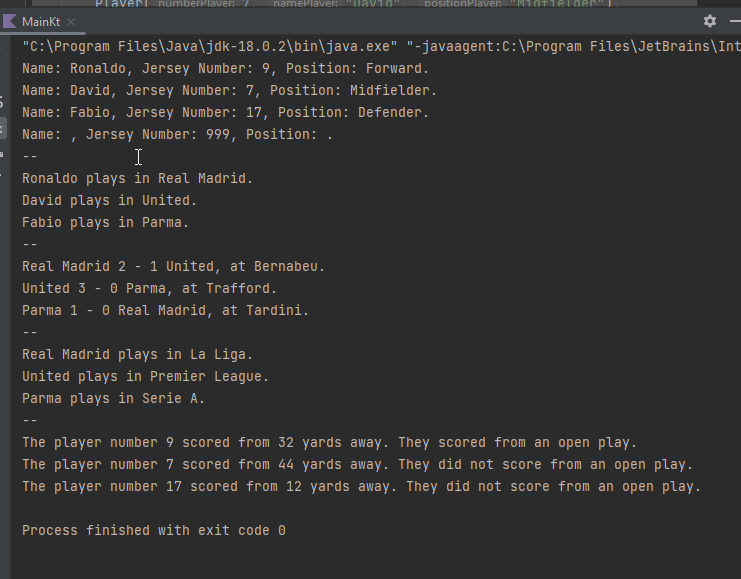 Player( numberPlayer: 7, namePlayer: "David", positionPlayer: "Midfielder"),
MainKt
"C:\Program Files\Java\jdk-18.0.2\bin\java.exe" "-javaagent:C:\Program Files\JetBrains\Int
Name: Ronaldo, Jersey Number: 9, Position: Forward.
Name: David, Jersey Number: 7, Position: Midfielder.
Name: Fabio, Jersey Number: 17, Position: Defender.
Name: , Jersey Number: 999, Position: .
--
Ronaldo plays in Real Madrid.
David plays in United.
Fabio plays in Parma.
--
Real Madrid 2 - 1 United, at Bernabeu.
United 3 - 0 Parma, at Trafford.
Parma 1 - 0 Real Madrid, at Tardini.
--
Real Madrid plays in La Liga.
United plays in Premier League.
Parma plays in Serie A.
--
The player number 9 scored from 32 yards away. They scored from an open play.
The player number 7 scored from 44 yards away. They did not score from an open play.
The player number 17 scored from 12 yards away. They did not score from an open play.
Process finished with exit code 0